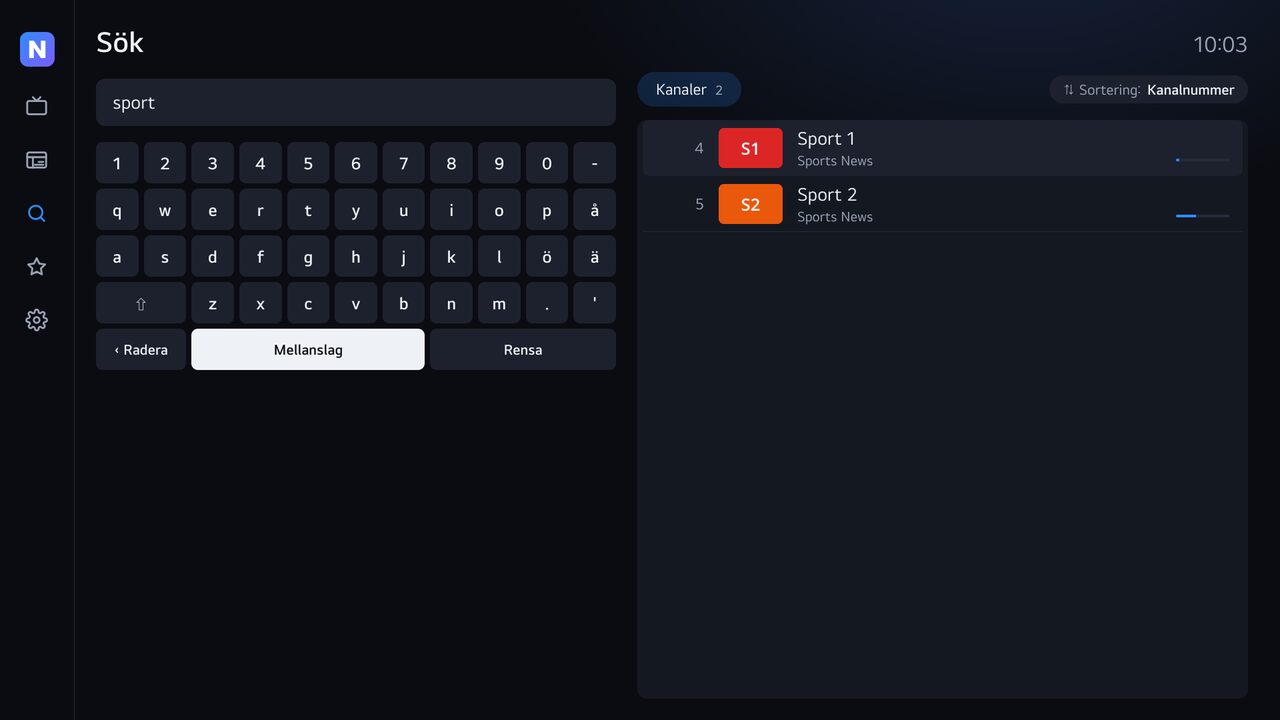 N
Sök
10:03
sport
1 2 3 4 5 6 7 8 9 0 -
q w e r t y u i o p å
a s d f g h j k l ö ä
⇧ z x c v b n m . '
‹ Radera Mellanslag Rensa
Kanaler 2
⇅ Sortering: Kanalnummer
4 S1 Sport 1
Sports News
5 S2 Sport 2
Sports News